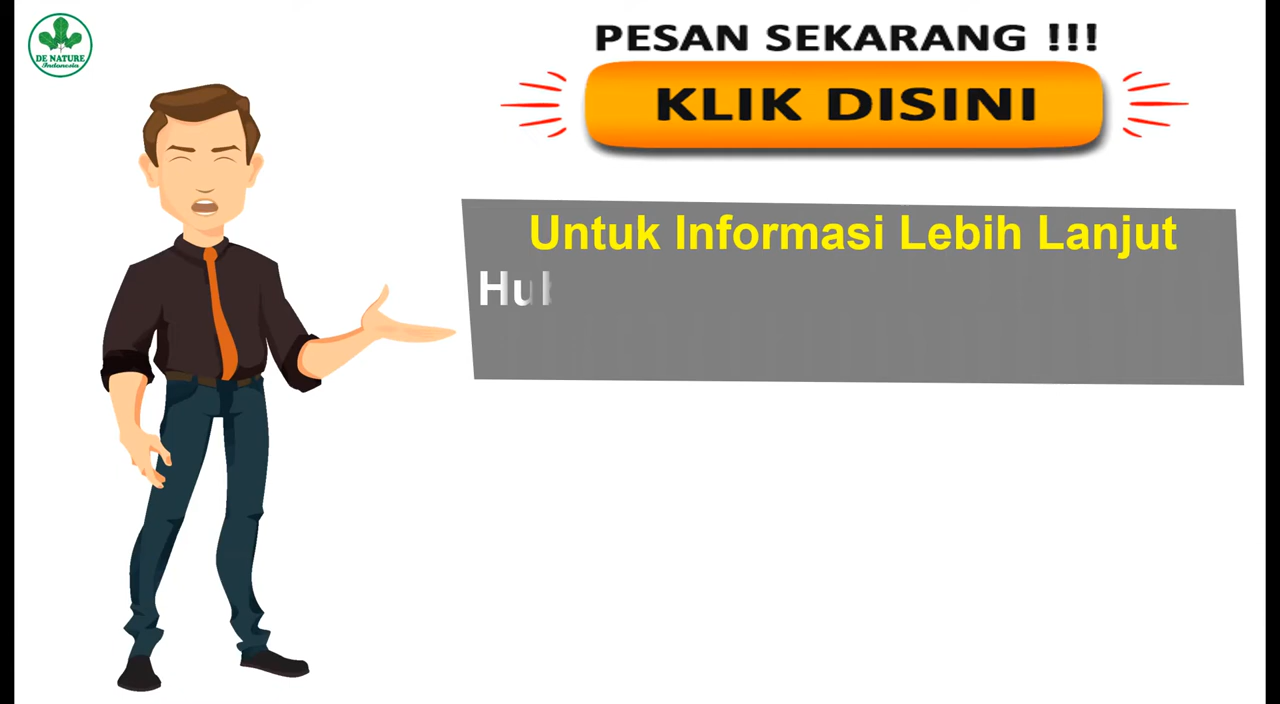 DE NATURE
Indonesia
PESAN SEKARANG !!!
KLIK DISINI
Untuk Informasi Lebih Lanjut